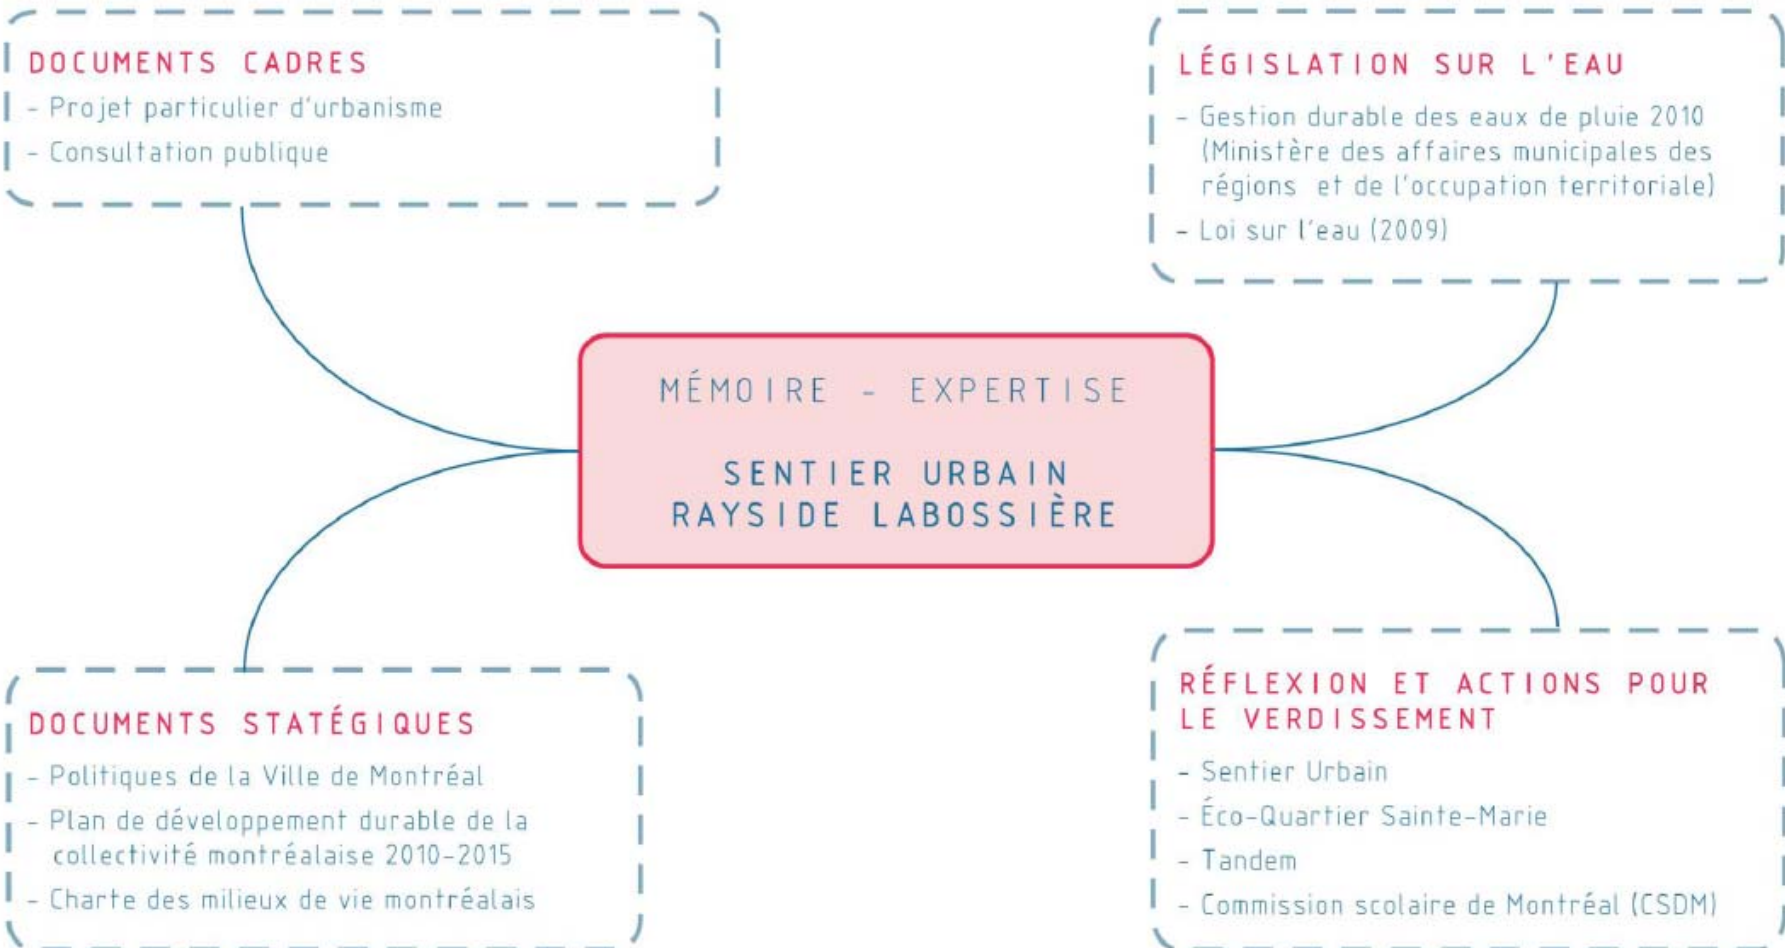 DOCUMENTS CADRES
- Projet particulier d'urbanisme
- Consultation publique
LÉGISLATION SUR L'EAU
- Gestion durable des eaux de pluie 2010
(Ministère des affaires municipales des
régions et de l'occupation territoriale)
- Loi sur l'eau (2009)
MÉMOIRE - EXPERTISE
SENTIER URBAIN
RAYSIDE LABOSSIÈRE
DOCUMENTS STATÉGIQUES
- Politiques de la Ville de Montréal
- Plan de développement durable de la
collectivité montréalaise 2010-2015
- Charte des milieux de vie montréalais
RÉFLEXION ET ACTIONS POUR
LE VERDISSEMENT
- Sentier Urbain
- Éco-Quartier Sainte-Marie
- Tandem
- Commission scolaire de Montréal (CSDM)